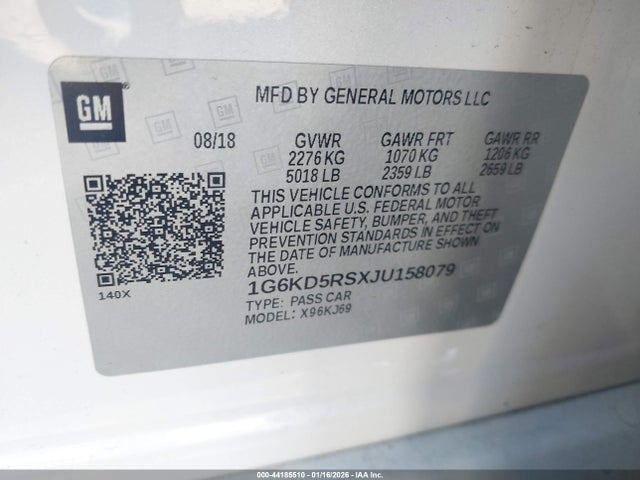 GM
MFD BY GENERAL MOTORS LLC
08/18 GVWR GAWR FRT GAWR RR
2276 KG 1070 KG 1206 KG
5018 LB 2359 LB 2659 LB
THIS VEHICLE CONFORMS TO ALL
APPLICABLE U.S. FEDERAL MOTOR
VEHICLE SAFETY, BUMPER, AND THEFT
PREVENTION STANDARDS IN EFFECT ON
THE DATE OF MANUFACTURE SHOWN
ABOVE.
140X
1G6KD5RSXJU158079
TYPE: PASS CAR
MODEL: X96KJ69
000-44185510 - 01/16/2026 - IAA Inc.